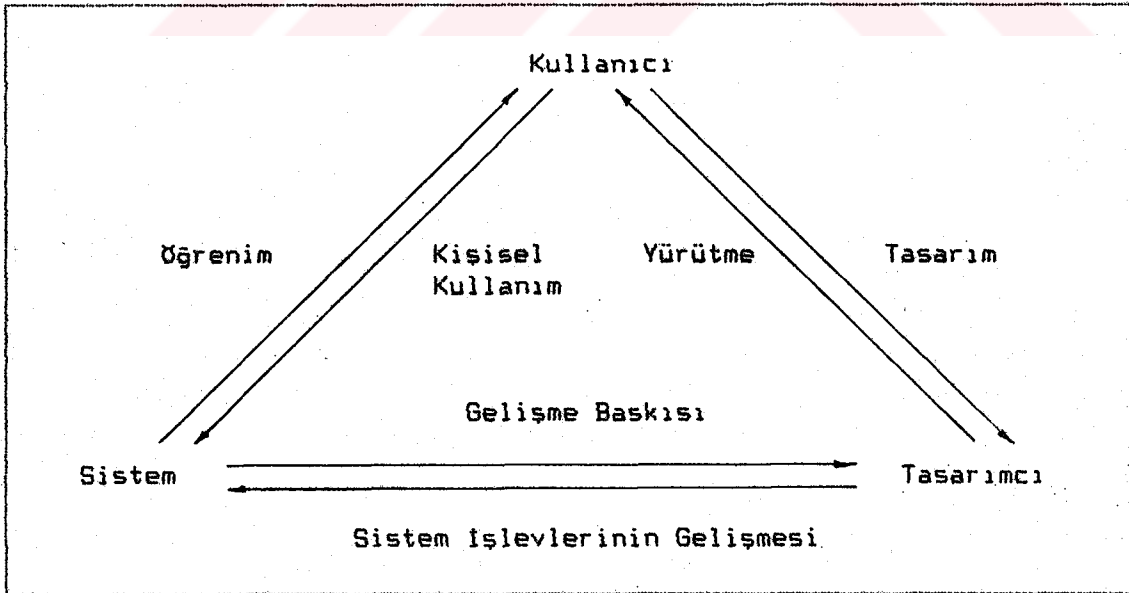 Kullanıcı
Öğrenim
Kişisel
Kullanım
Yürütme
Tasarım
Gelişme Baskısı
Sistem
Tasarımcı
Sistem İşlevlerinin Gelişmesi